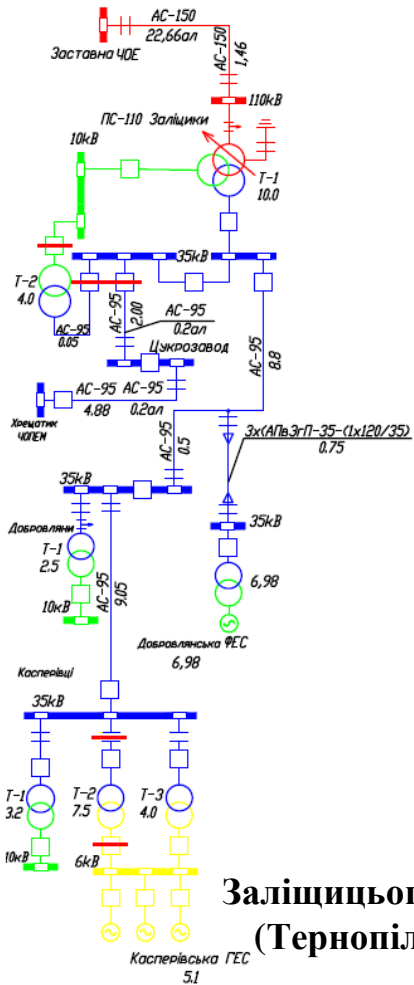 АС-150
22,66ал
Заставна ЧОЕ
АС-150
1,46
110кВ
ПС-110 Заліщики
10кВ
Т-1
10.0
35кВ
Т-2
4.0
АС-95
0.05
АС-95
2.00
АС-95
0.2ал
Цукрозавод
АС-95
8.8
АС-95
4.88
АС-95
0.2ал
Хрещатик
ЧОПЕМ
АС-95
0.5
3х(АПвЭгП-35-(1х120/35)
0.75
35кВ
35кВ
Добровляни
Т-1
2.5
АС-95
9.05
6,98
10кВ
Добровлянська ФЕС
6,98
Касперівці
35кВ
Т-1
3.2
Т-2
7.5
Т-3
4.0
10кВ
6кВ
Заліщицьог
(Тернопіл
Касперівська ГЕС
5.1